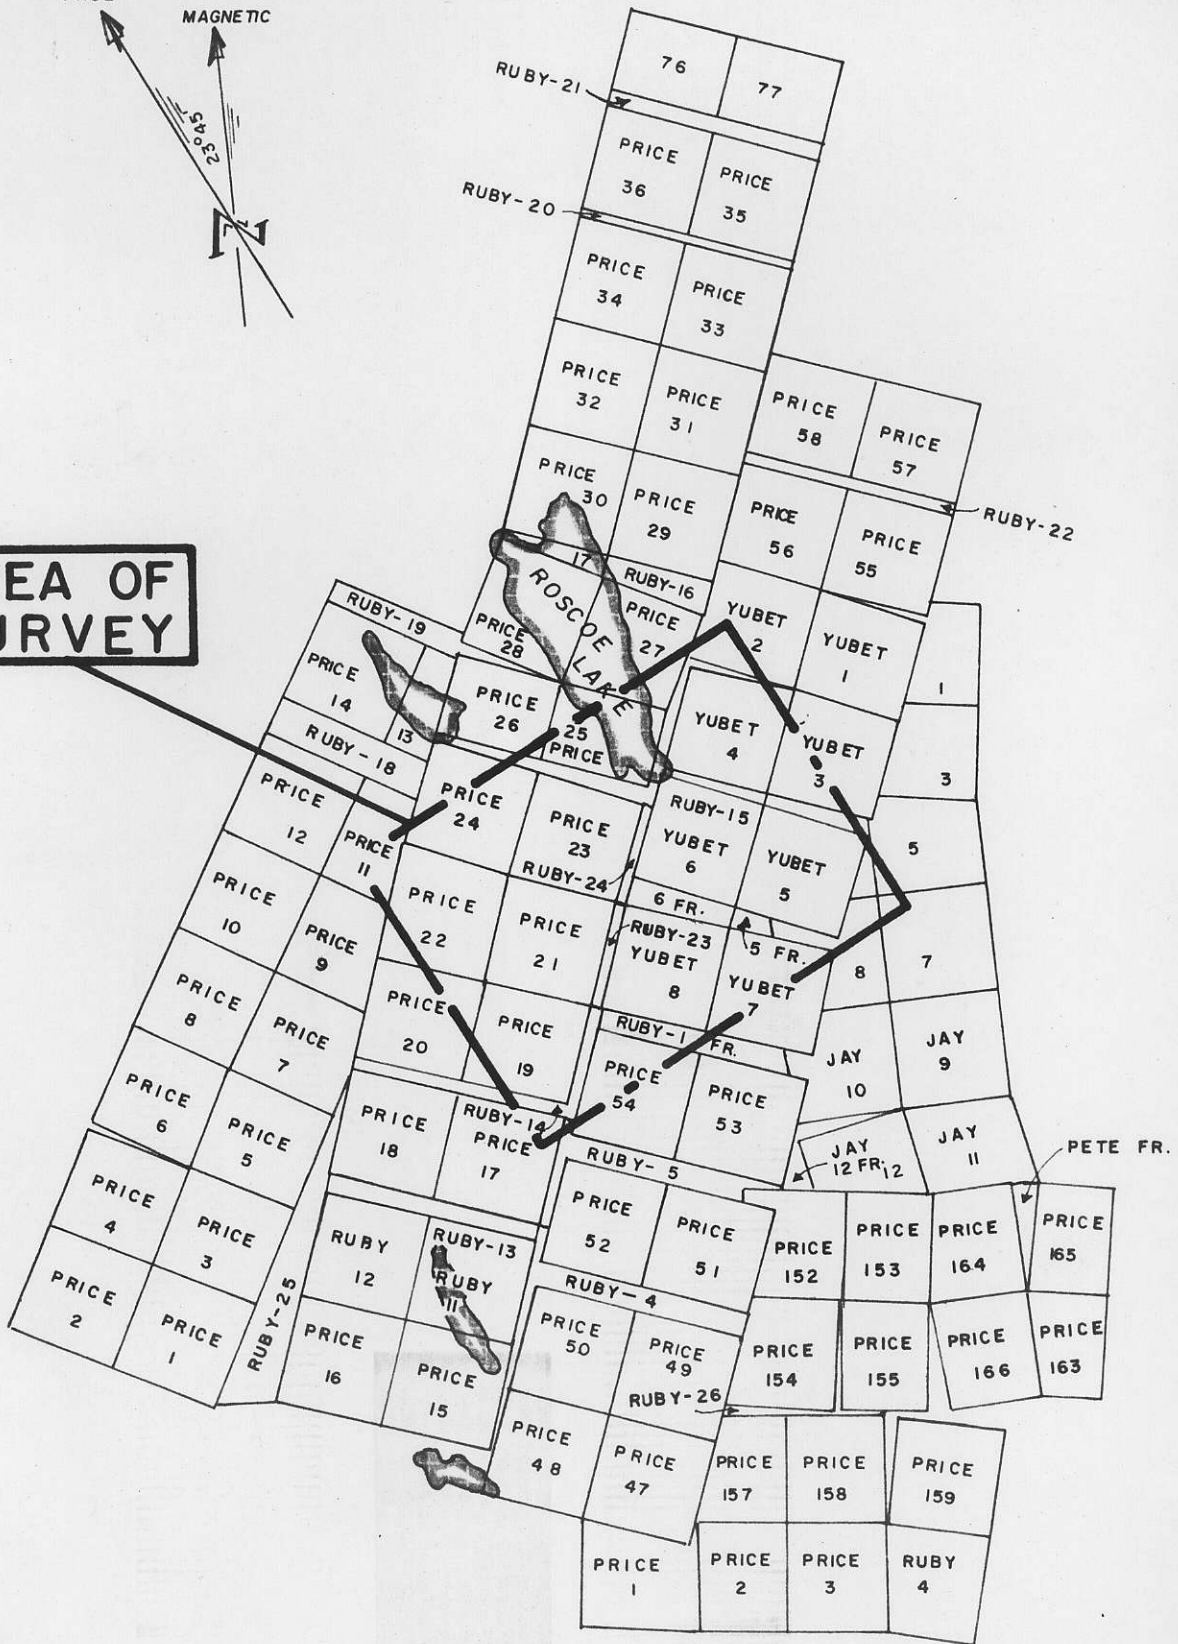 MAGNETIC
23°45'
76
77
RUBY-21
PRICE
36
PRICE
35
RUBY-20
PRICE
34
PRICE
33
PRICE
32
PRICE
31
PRICE
58
PRICE
57
PRICE
30
PRICE
29
PRICE
56
PRICE
55
RUBY-22
EA OF
URVEY
17
RUBY-16
ROSCOE
LAKE
PRICE
28
PRICE
27
YUBET
2
YUBET
1
1
RUBY-19
PRICE
14
13
PRICE
26
25
PRICE
YUBET
4
YUBET
3
3
RUBY-18
PRICE
12
PRICE
11
PRICE
24
PRICE
23
RUBY-24
RUBY-15
YUBET
6
YUBET
5
5
PRICE
10
PRICE
9
PRICE
22
PRICE
21
6 FR.
RUBY-23
5 FR.
YUBET
8
YUBET
7
8
7
PRICE
8
PRICE
7
PRICE
20
PRICE
19
RUBY-1 FR.
PRICE
54
PRICE
53
JAY
10
JAY
9
PRICE
6
PRICE
5
PRICE
18
RUBY-14
PRICE
17
RUBY-5
JAY
12 FR.
12
JAY
11
PETE FR.
PRICE
4
PRICE
3
RUBY
12
RUBY-13
RUBY
11
PRICE
52
PRICE
51
PRICE
152
PRICE
153
PRICE
164
PRICE
165
PRICE
2
PRICE
1
RUBY-25
PRICE
16
PRICE
15
RUBY-4
PRICE
50
PRICE
49
RUBY-26
PRICE
154
PRICE
155
PRICE
166
PRICE
163
PRICE
48
PRICE
47
PRICE
157
PRICE
158
PRICE
159
PRICE
1
PRICE
2
PRICE
3
RUBY
4